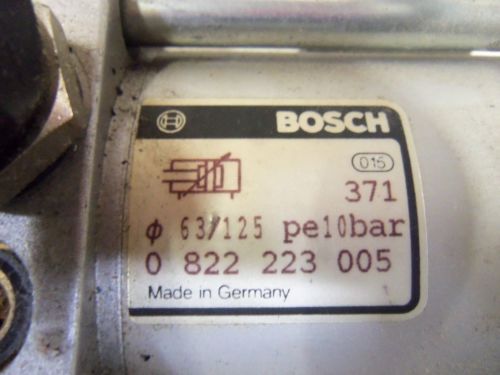 BOSCH
015
371
φ 63/125 pe10bar
0 822 223 005
Made in Germany